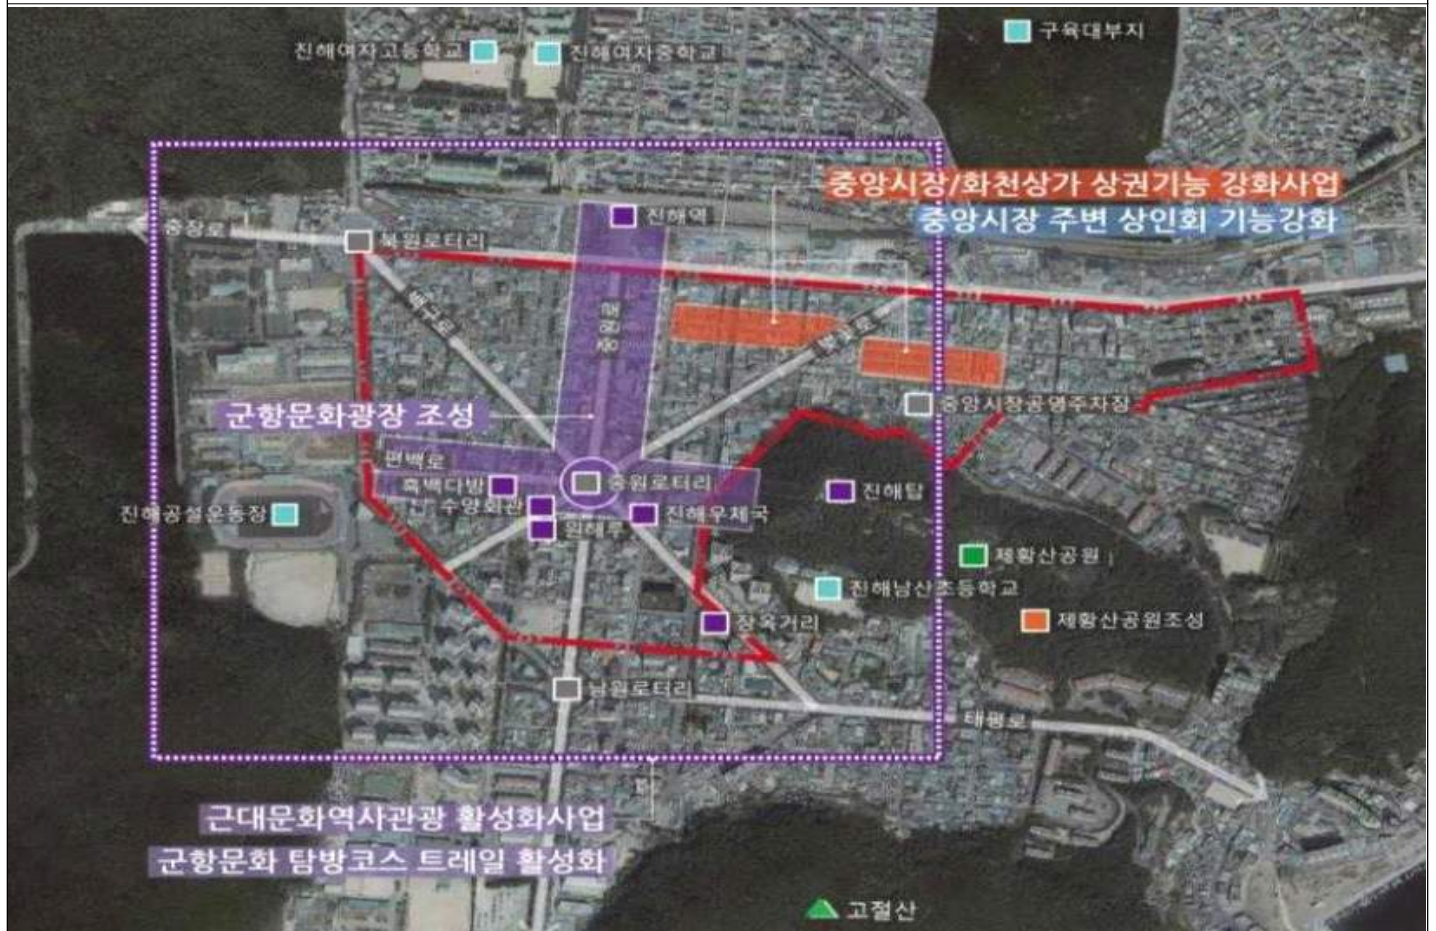 구육대부지
진해여자고등학교
진해여자중학교
중앙시장/화천상가 상권기능 강화사업
중앙시장 주변 상인회 기능강화
진해역
중장로
북원로터리
백구로
중앙시장공영주차장
군항문화광장 조성
편백로
중원로터리
흑백다방
수양회관
진해탑
진해공설운동장
진해우체국
원해루
제황산공원
진해남산초등학교
장옥거리
제황산공원조성
남원로터리
태평로
근대문화역사관광 활성화사업
군항문화 탐방코스 트레일 활성화
고절산